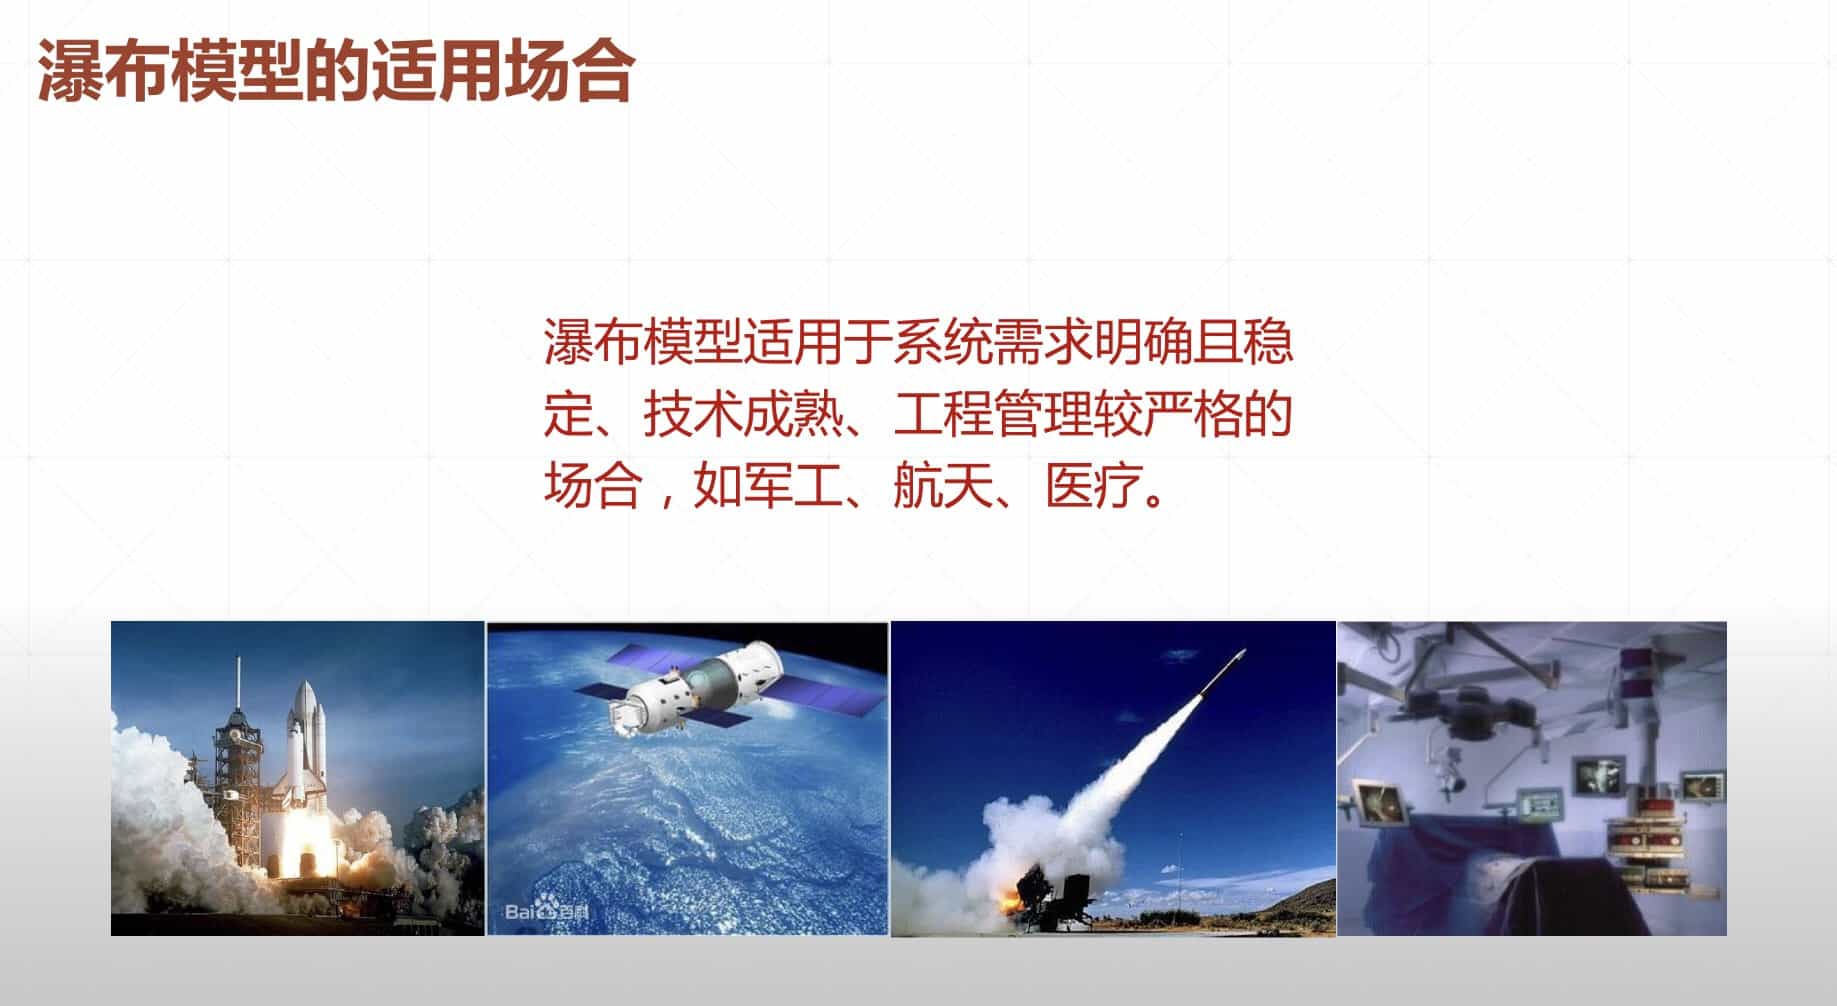 瀑布模型的适用场合
瀑布模型适用于系统需求明确且稳
定、技术成熟、工程管理较严格的
场合，如军工、航天、医疗。
Bai百科